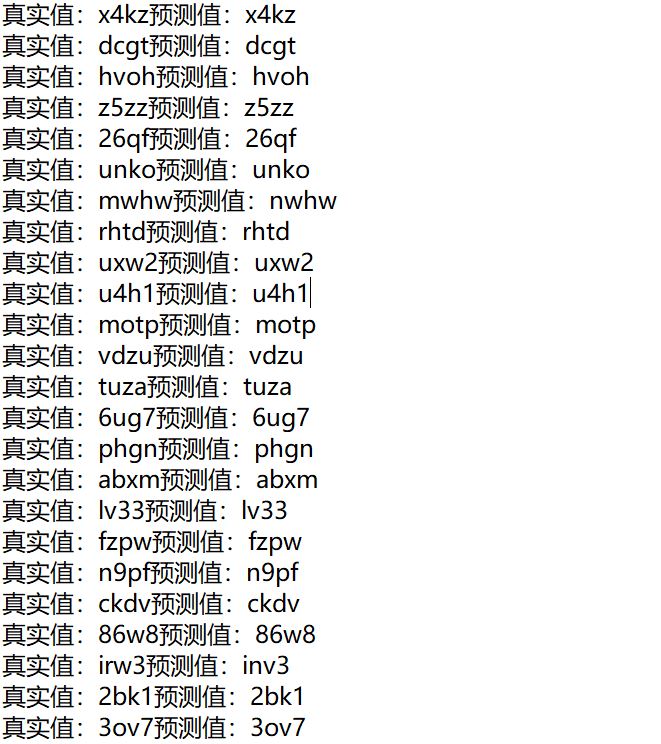 真实值：x4kz预测值：x4kz
真实值：dcgt预测值：dcgt
真实值：hvoh预测值：hvoh
真实值：z5zz预测值：z5zz
真实值：26qf预测值：26qf
真实值：unko预测值：unko
真实值：mwhw预测值：nwhw
真实值：rhtd预测值：rhtd
真实值：uxw2预测值：uxw2
真实值：u4h1预测值：u4h1
真实值：motp预测值：motp
真实值：vdzu预测值：vdzu
真实值：tuza预测值：tuza
真实值：6ug7预测值：6ug7
真实值：phgn预测值：phgn
真实值：abxm预测值：abxm
真实值：lv33预测值：lv33
真实值：fzpw预测值：fzpw
真实值：n9pf预测值：n9pf
真实值：ckdv预测值：ckdv
真实值：86w8预测值：86w8
真实值：irw3预测值：inv3
真实值：2bk1预测值：2bk1
真实值：3ov7预测值：3ov7